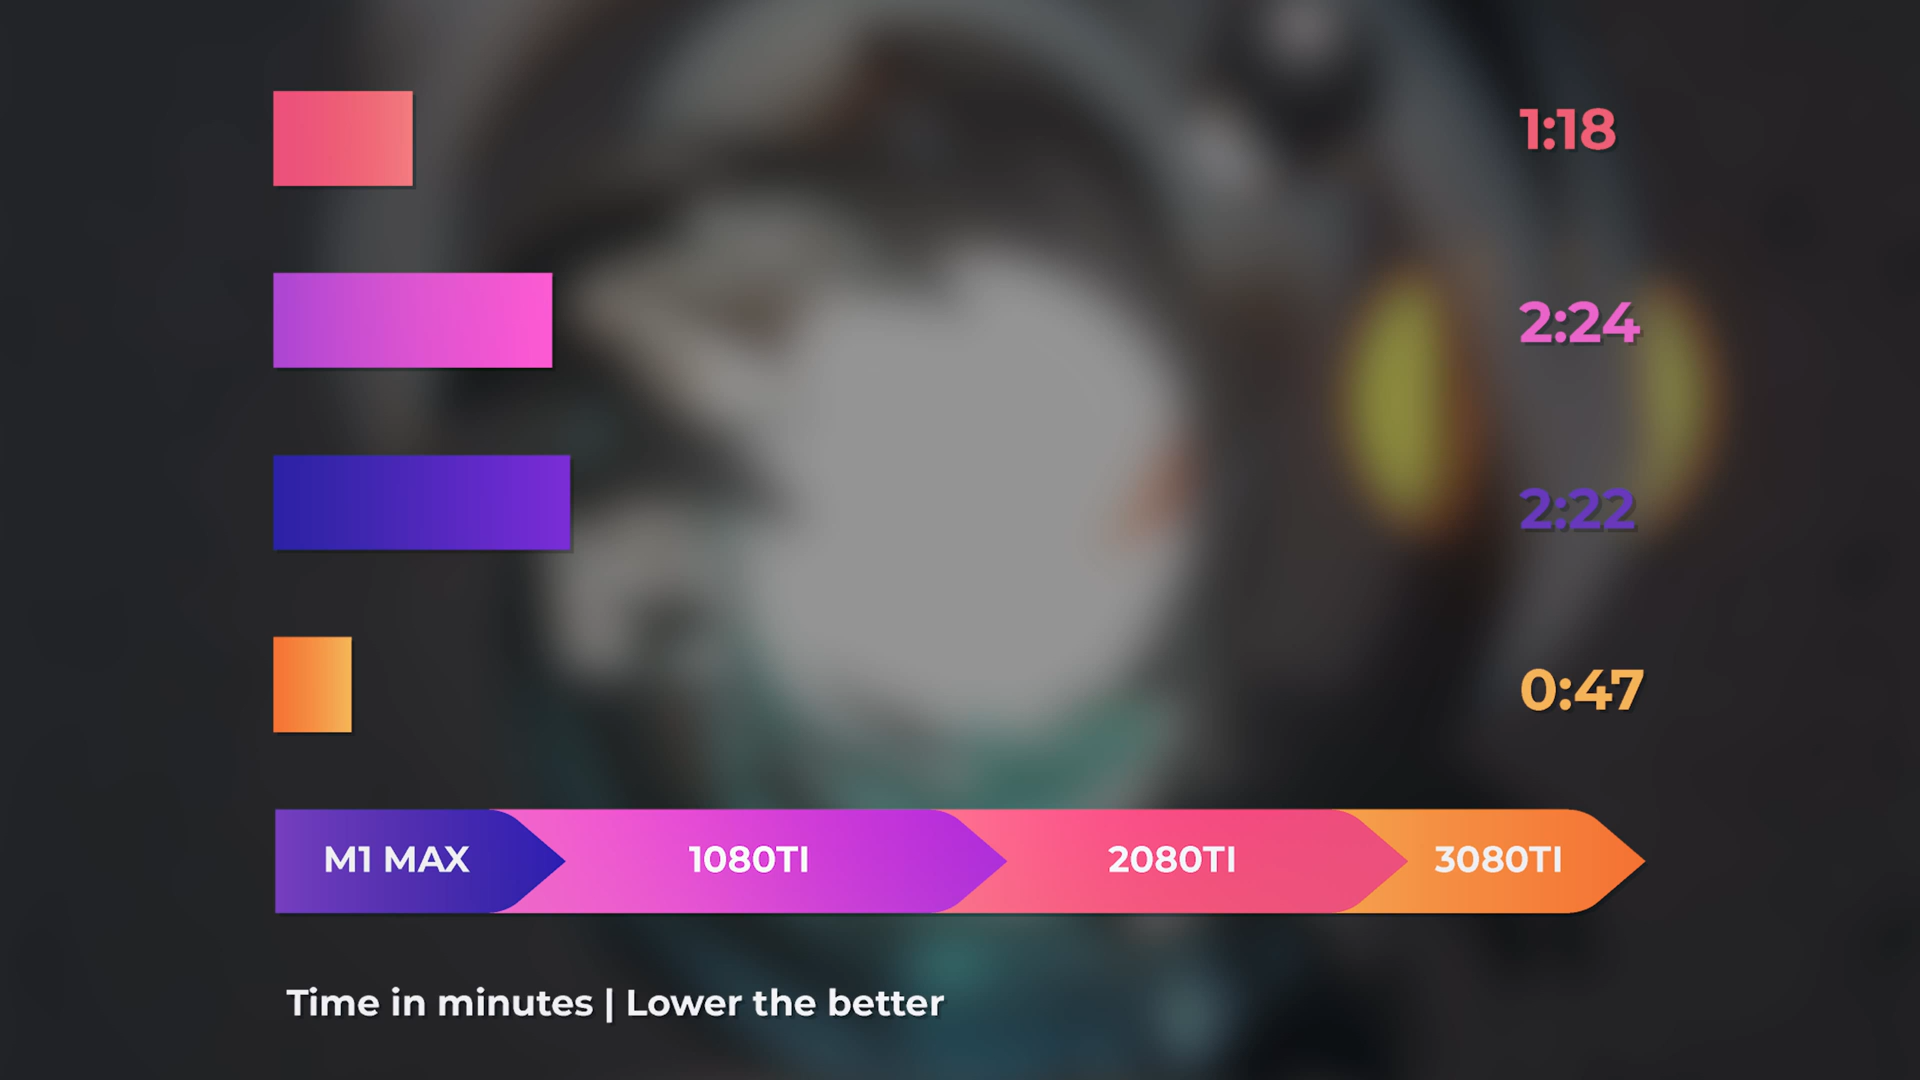 1:18
2:24
2:22
0:47
M1 MAX 1080TI 2080TI 3080TI
Time in minutes | Lower the better